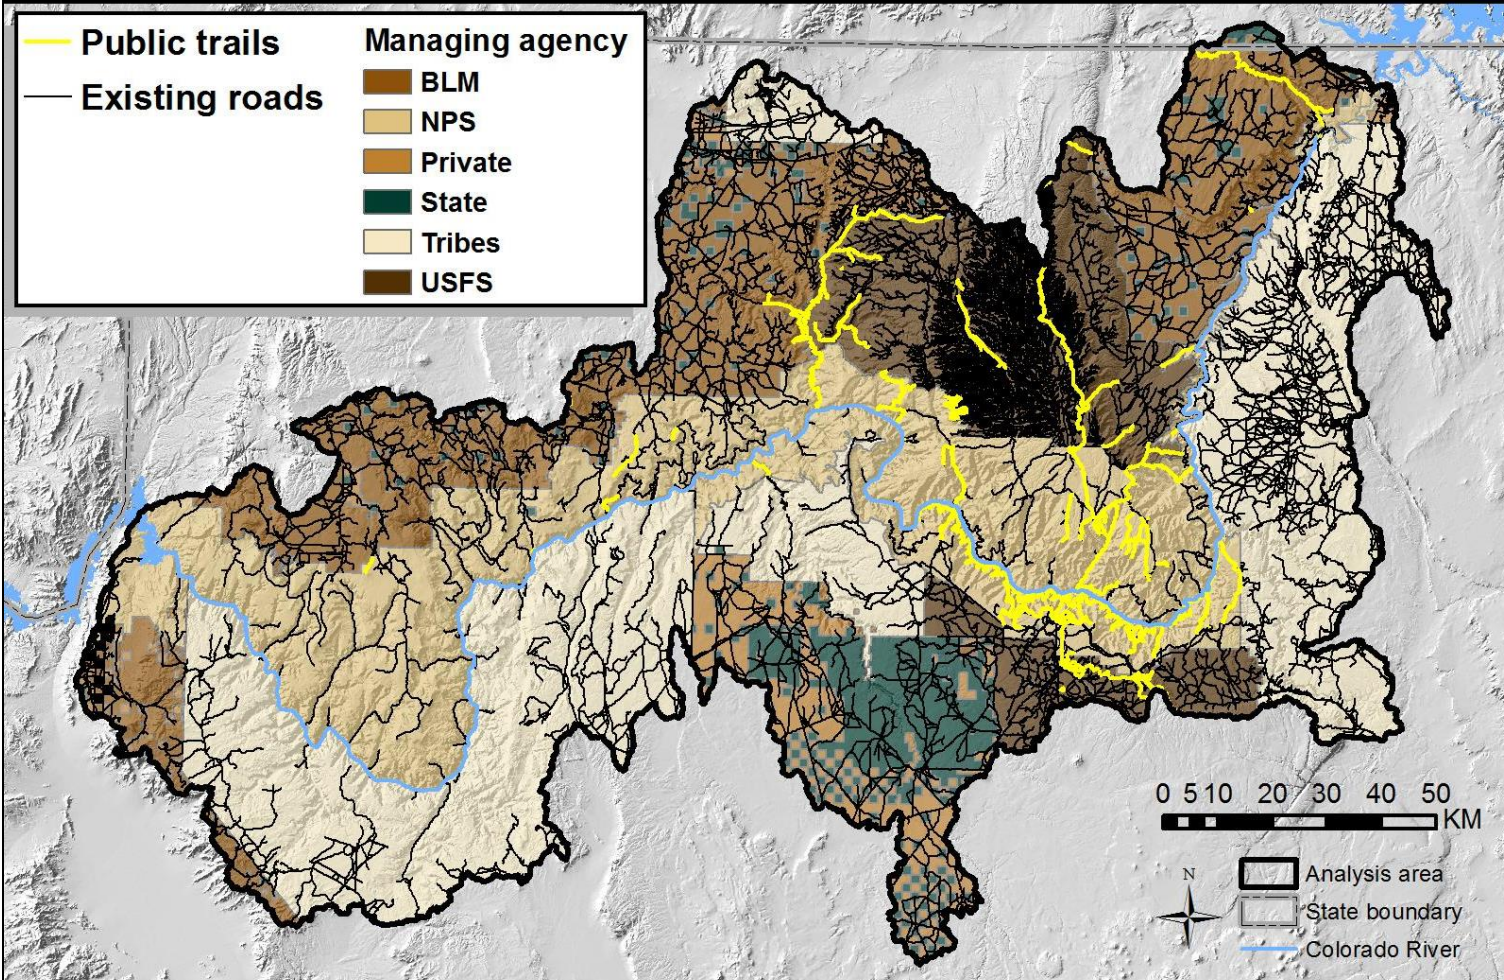 Public trails
Existing roads
Managing agency
BLM
NPS
Private
State
Tribes
USFS
0 5 10 20 30 40 50
KM
N
Analysis area
State boundary
Colorado River